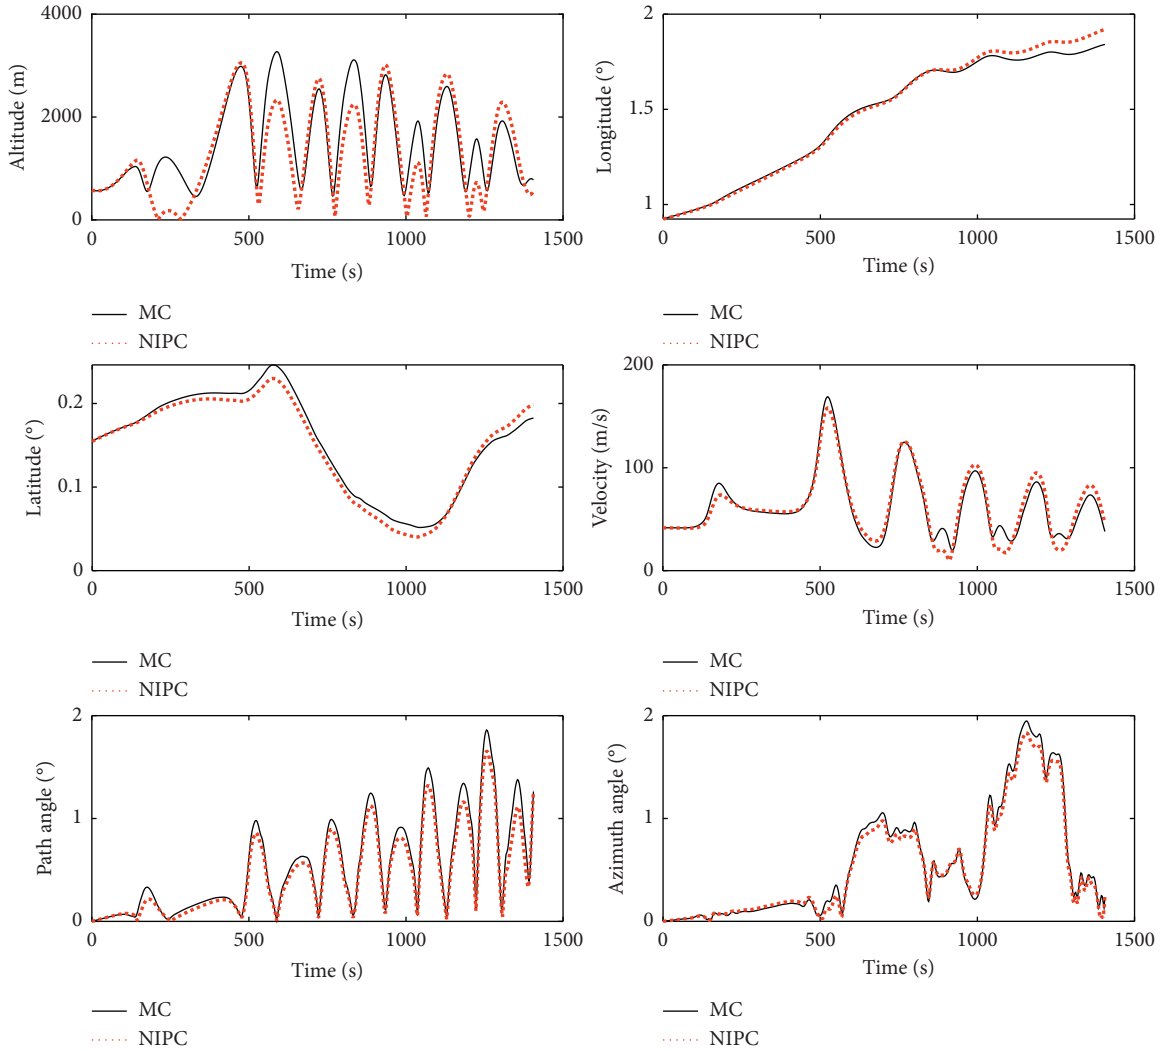 4000
2000
0
Altitude (m)
0 500 1000 1500
Time (s)
MC
NIPC
2
1.5
1
Longitude (°)
0 500 1000 1500
Time (s)
MC
NIPC
0.2
0.1
0
Latitude (°)
0 500 1000 1500
Time (s)
MC
NIPC
200
100
0
Velocity (m/s)
0 500 1000 1500
Time (s)
MC
NIPC
2
1
0
Path angle (°)
0 500 1000 1500
Time (s)
MC
NIPC
2
1
0
Azimuth angle (°)
0 500 1000 1500
Time (s)
MC
NIPC